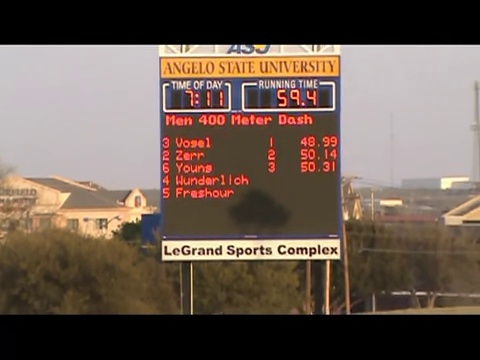 ASU
ANGELO STATE UNIVERSITY
TIME OF DAY RUNNING TIME
7:11 59.4
Men 400 Meter Dash
3 Vogel 1 48.99
2 Zerr 2 50.14
6 Young 3 50.31
4 Wunderlich
5 Freshour
LeGrand Sports Complex